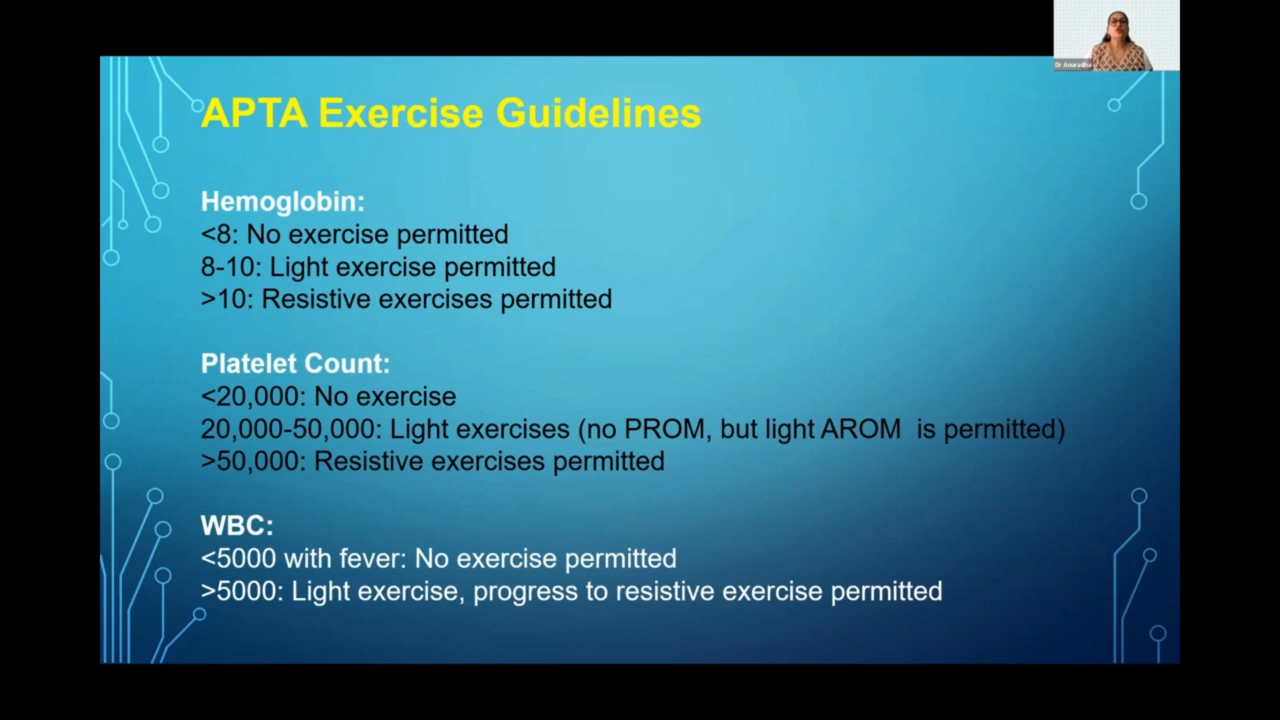 Dr Anuradha
APTA Exercise Guidelines
Hemoglobin:
<8: No exercise permitted
8-10: Light exercise permitted
>10: Resistive exercises permitted
Platelet Count:
<20,000: No exercise
20,000-50,000: Light exercises (no PROM, but light AROM is permitted)
>50,000: Resistive exercises permitted
WBC:
<5000 with fever: No exercise permitted
>5000: Light exercise, progress to resistive exercise permitted